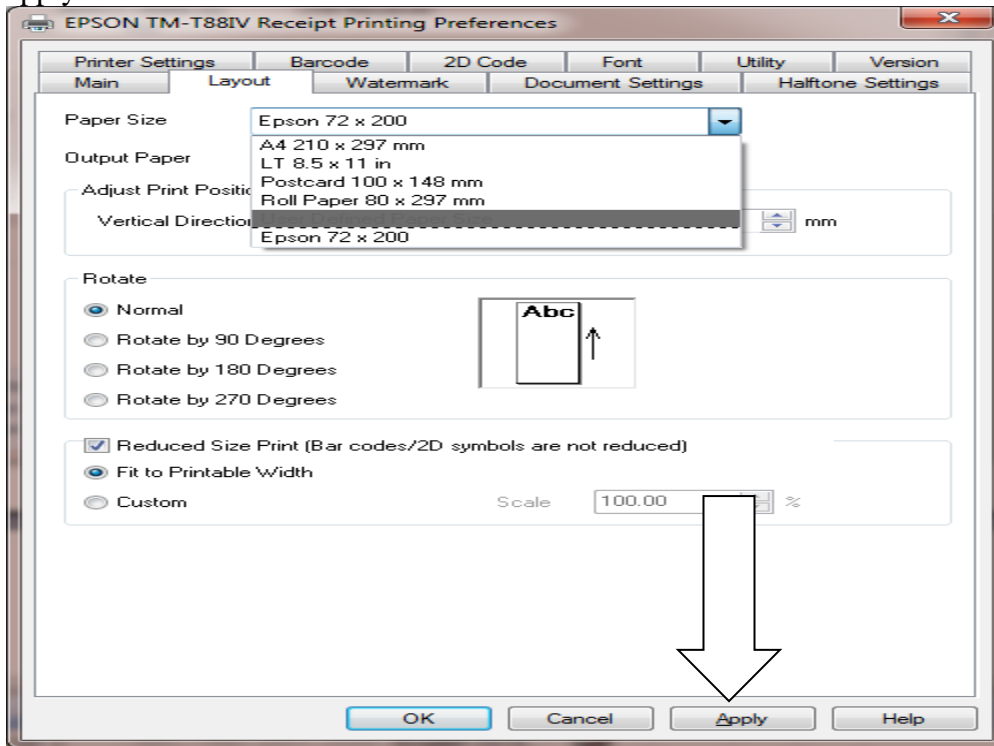 EPSON TM-T88IV Receipt Printing Preferences
Printer Settings Barcode 2D Code Font Utility Version
Main Layout Watermark Document Settings Halftone Settings
Paper Size Epson 72 x 200
A4 210 x 297 mm
Output Paper
LT 8.5 x 11 in
Postcard 100 x 148 mm
Adjust Print Positio
Roll Paper 80 x 297 mm
Vertical Direction User Defined Paper Size mm
Epson 72 x 200
Rotate
Normal
Abc
Rotate by 90 Degrees
Rotate by 180 Degrees
Rotate by 270 Degrees
Reduced Size Print (Bar codes/2D symbols are not reduced)
Fit to Printable Width
Custom Scale 100.00 %
OK Cancel Apply Help